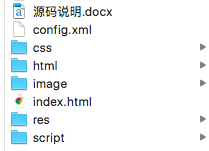 源码说明.docx
config.xml
css
html
image
index.html
res
script